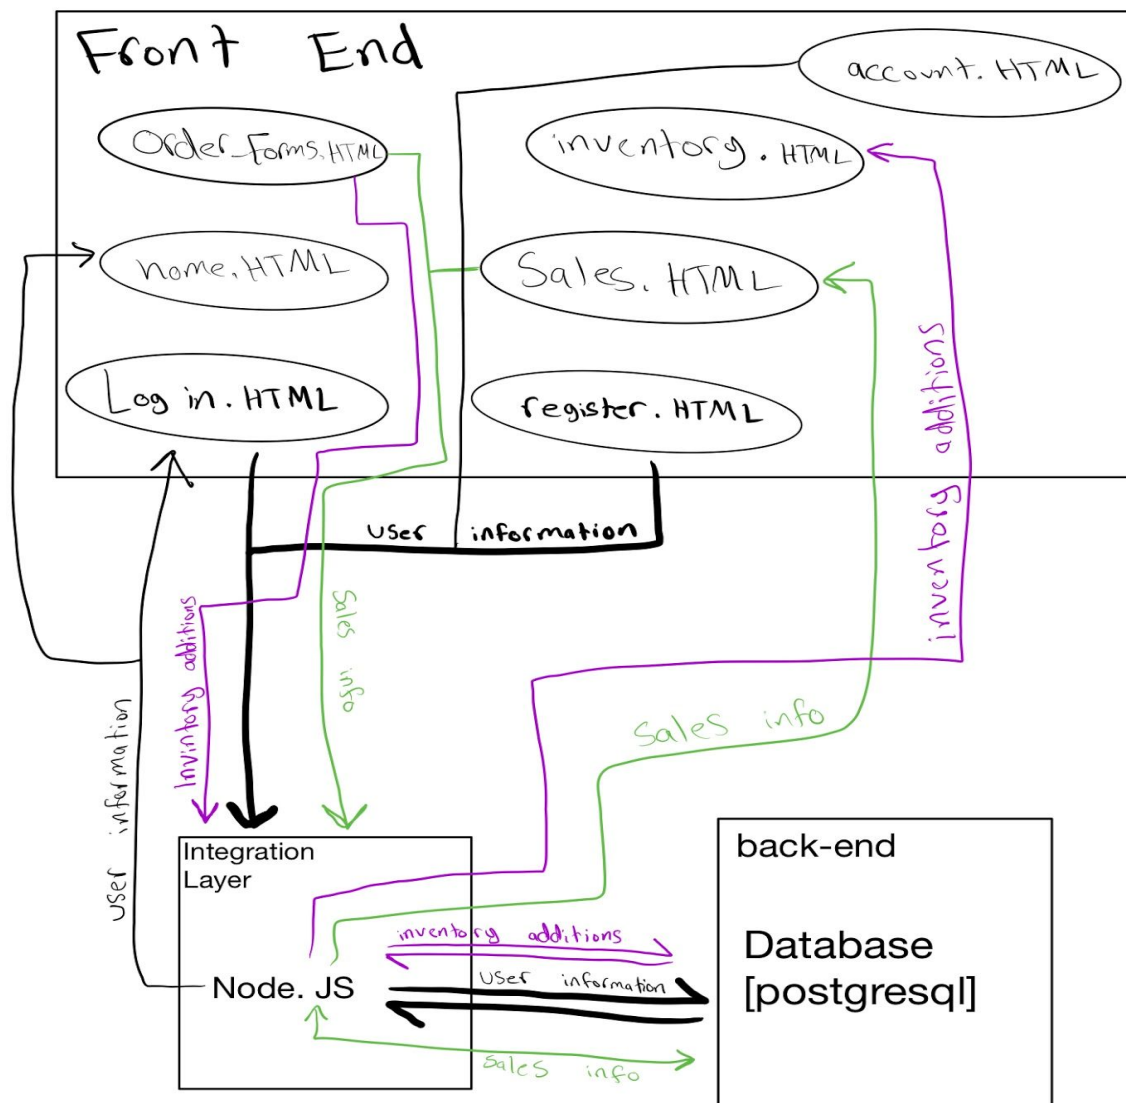 Front End
account.HTML
Order_Forms.HTML
inventory.HTML
home.HTML
Sales.HTML
Log in.HTML
register.HTML
inventory additions
user information
Sales info
Invintory additions
user information
Sales info
Integration
Layer
Node.JS
inventory additions
user information
sales info
back-end
Database
[postgresql]